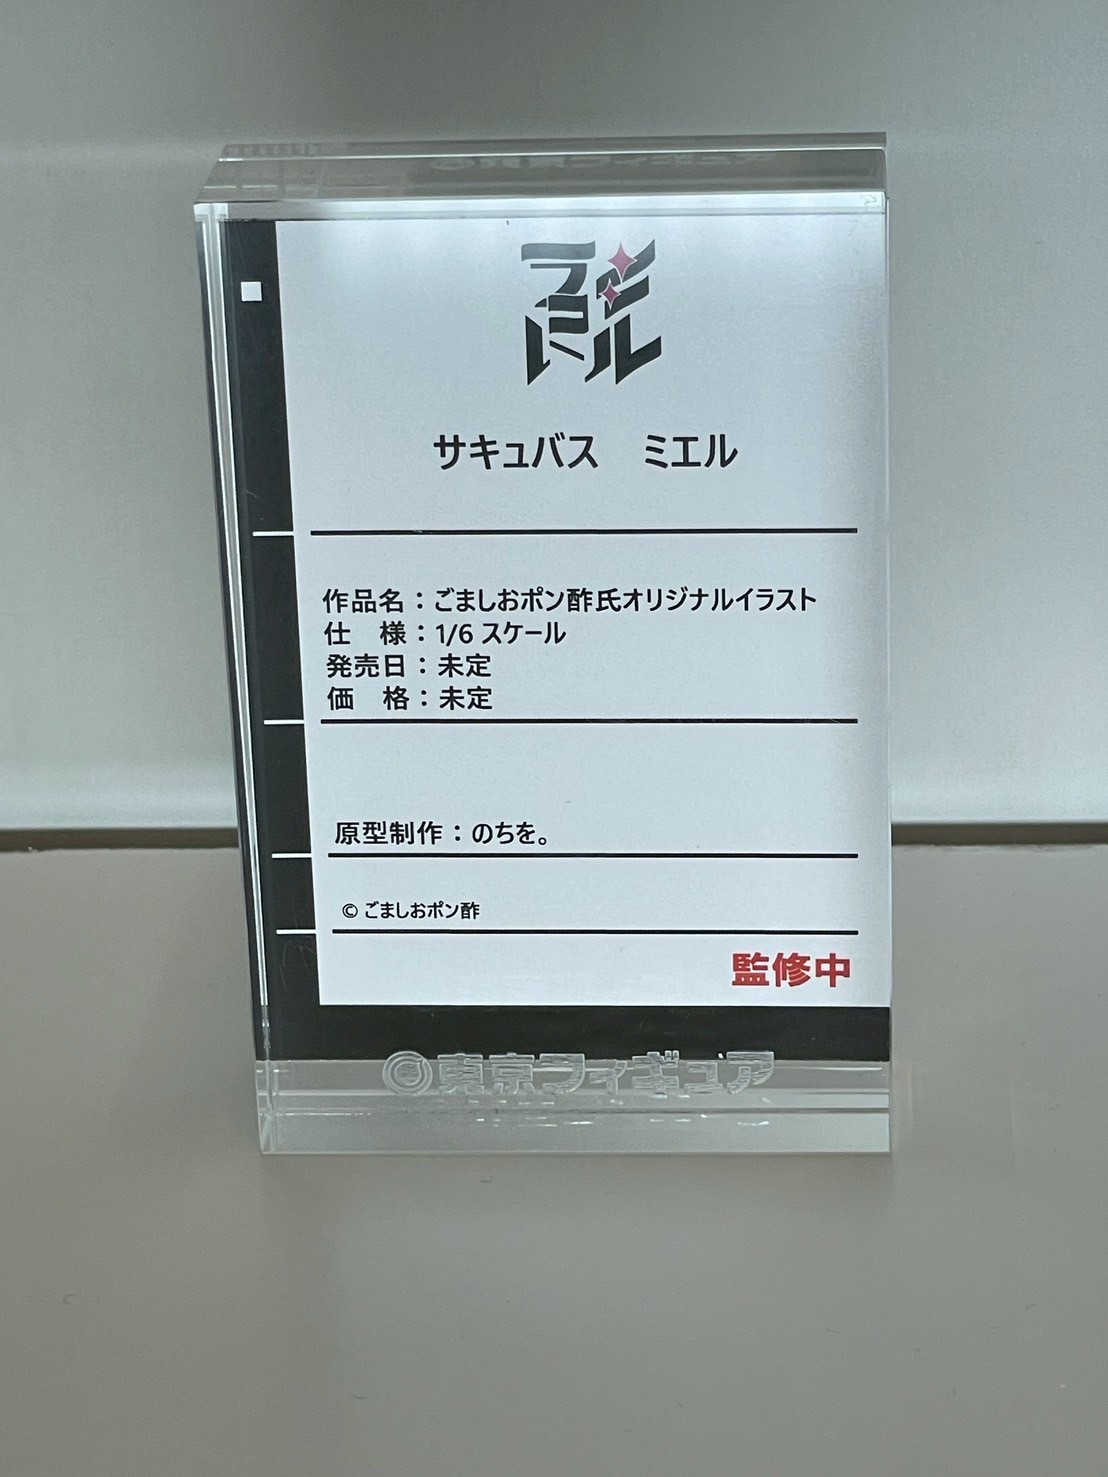 サキュバス　ミエル
作品名：ごましおポン酢氏オリジナルイラスト
仕　様：1/6 スケール
発売日：未定
価　格：未定
原型制作：のちを。
© ごましおポン酢
監修中
東京フィギュア